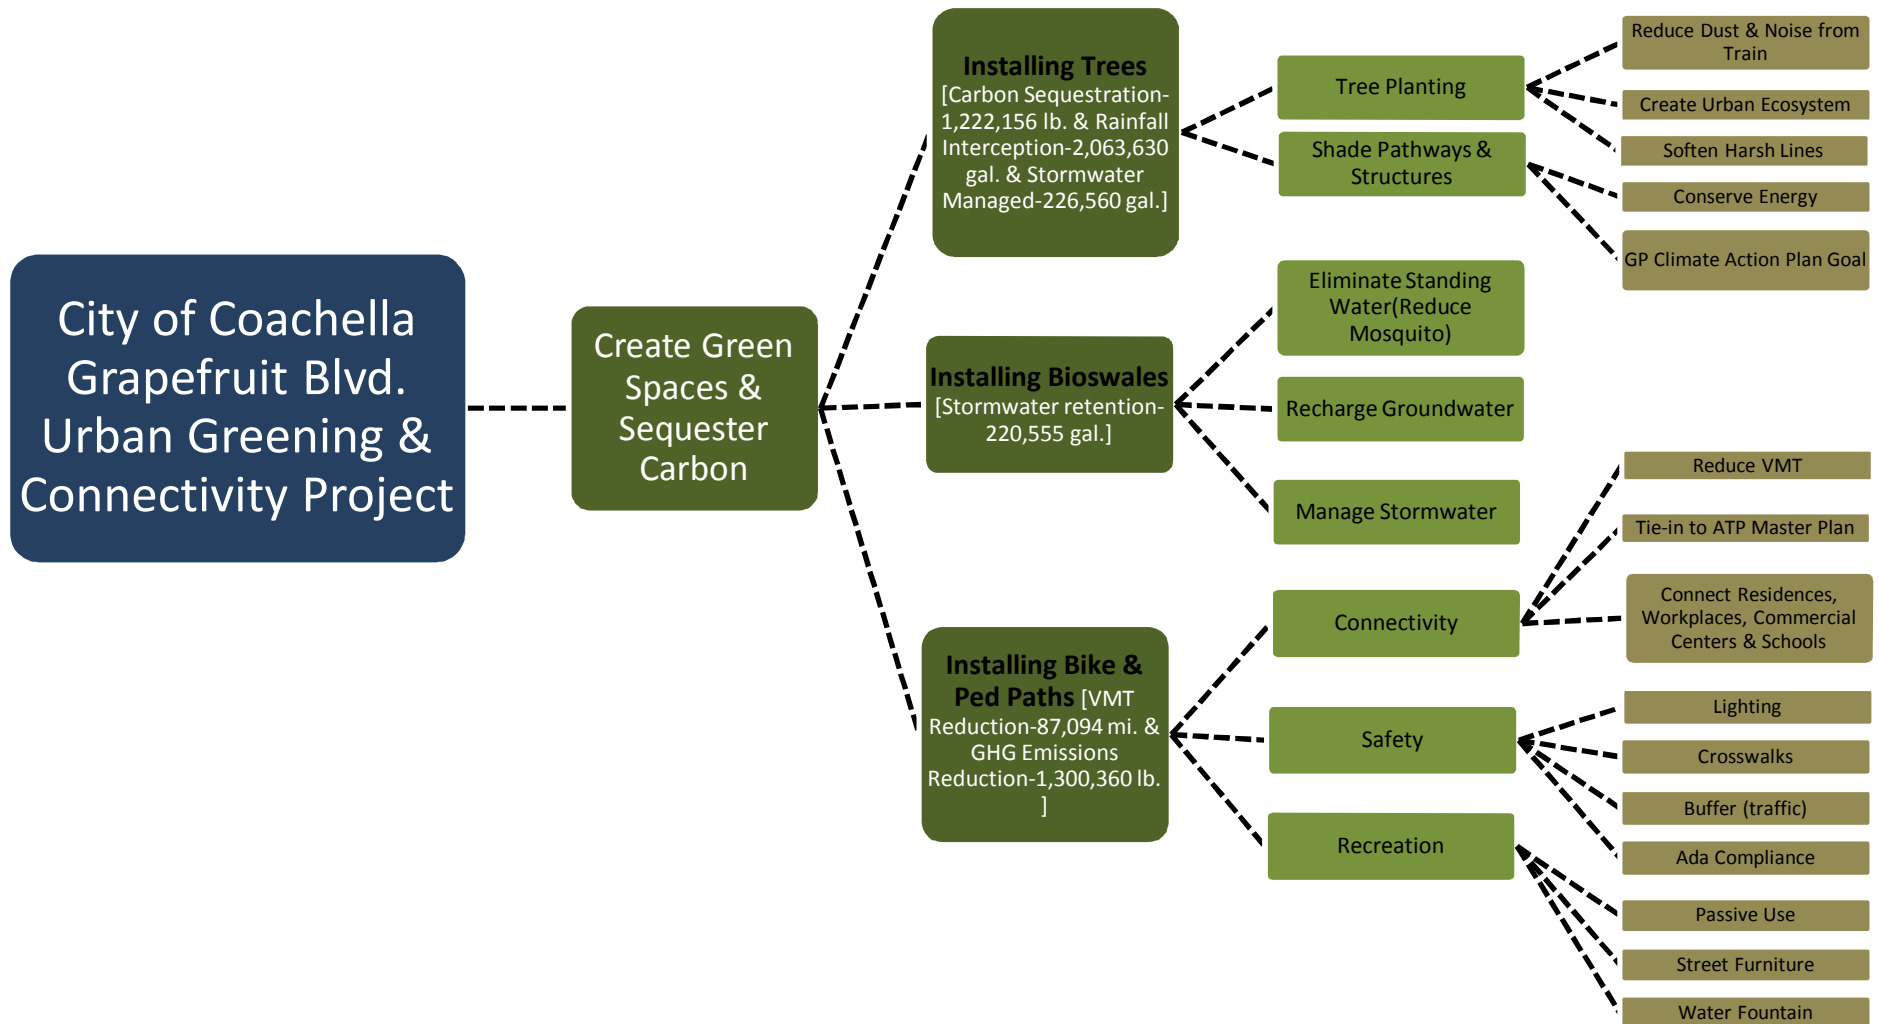 City of Coachella
Grapefruit Blvd.
Urban Greening &
Connectivity Project
Create Green
Spaces &
Sequester
Carbon
Installing Trees
[Carbon Sequestration-
1,222,156 lb. & Rainfall
Interception-2,063,630
gal. & Stormwater
Managed-226,560 gal.]
Tree Planting
Reduce Dust & Noise from
Train
Create Urban Ecosystem
Soften Harsh Lines
Shade Pathways &
Structures
Conserve Energy
GP Climate Action Plan Goal
Installing Bioswales
[Stormwater retention-
220,555 gal.]
Eliminate Standing
Water(Reduce
Mosquito)
Recharge Groundwater
Manage Stormwater
Installing Bike &
Ped Paths [VMT
Reduction-87,094 mi. &
GHG Emissions
Reduction-1,300,360 lb.
]
Connectivity
Reduce VMT
Tie-in to ATP Master Plan
Connect Residences,
Workplaces, Commercial
Centers & Schools
Safety
Lighting
Crosswalks
Buffer (traffic)
Ada Compliance
Recreation
Passive Use
Street Furniture
Water Fountain